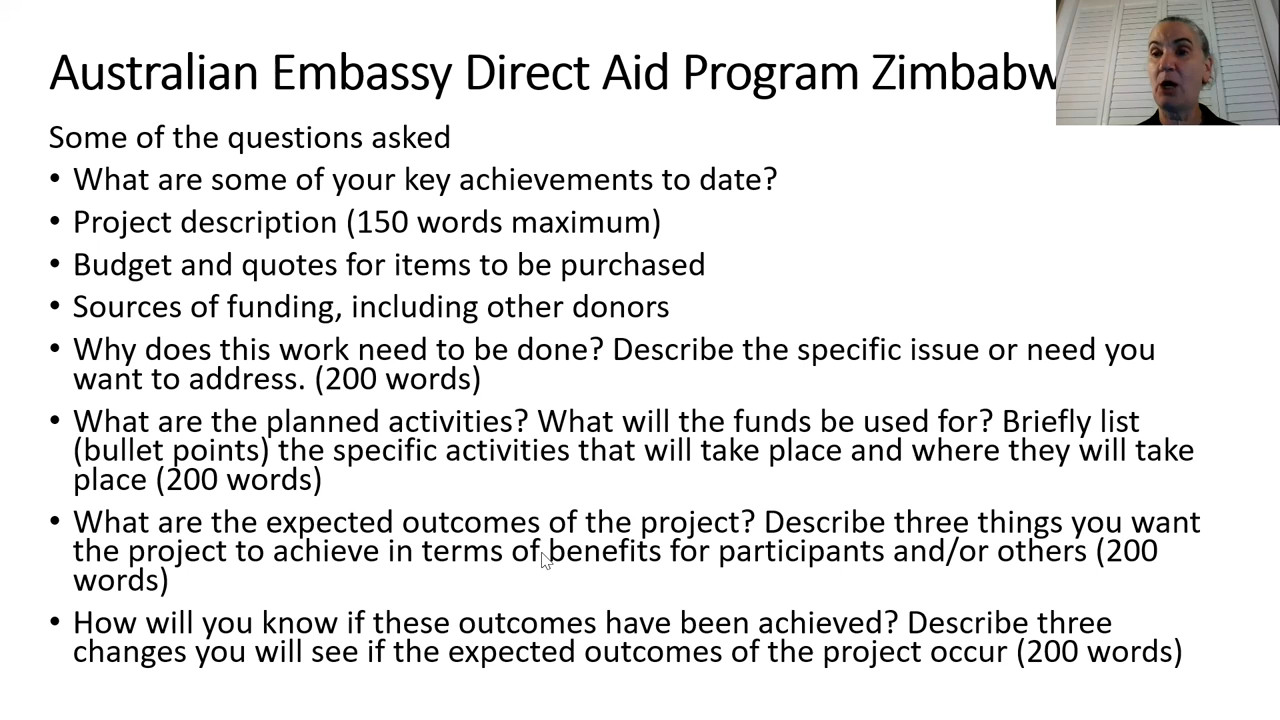 Australian Embassy Direct Aid Program Zimbabw
Some of the questions asked
• What are some of your key achievements to date?
• Project description (150 words maximum)
• Budget and quotes for items to be purchased
• Sources of funding, including other donors
• Why does this work need to be done? Describe the specific issue or need you
want to address. (200 words)
• What are the planned activities? What will the funds be used for? Briefly list
(bullet points) the specific activities that will take place and where they will take
place (200 words)
• What are the expected outcomes of the project? Describe three things you want
the project to achieve in terms of benefits for participants and/or others (200
words)
• How will you know if these outcomes have been achieved? Describe three
changes you will see if the expected outcomes of the project occur (200 words)